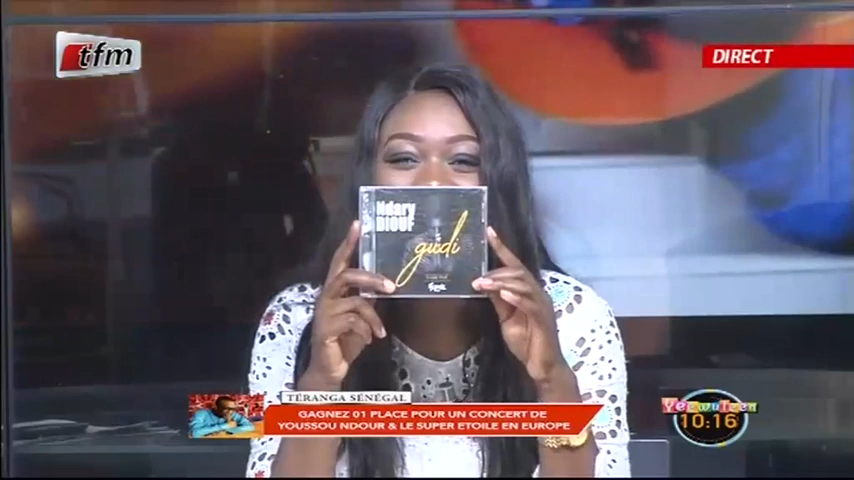 tfm
DIRECT
Ndary
DIOUF
gudi
TÉRANGA SÉNÉGAL
GAGNEZ 01 PLACE POUR UN CONCERT DE
YOUSSOU NDOUR & LE SUPER ETOILE EN EUROPE
YeewuTeen
10:16